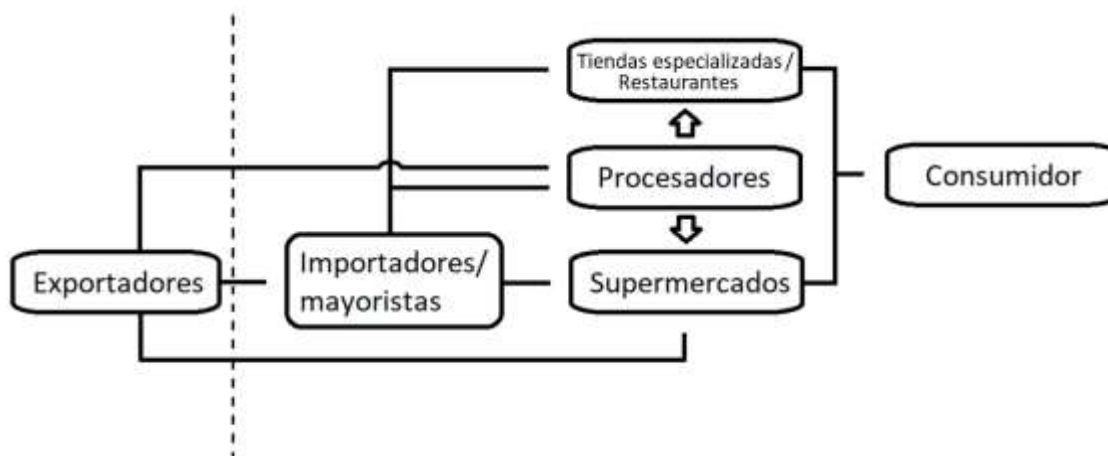 Tiendas especializadas /
Restaurantes
Procesadores
Consumidor
Exportadores
Importadores/
mayoristas
Supermercados